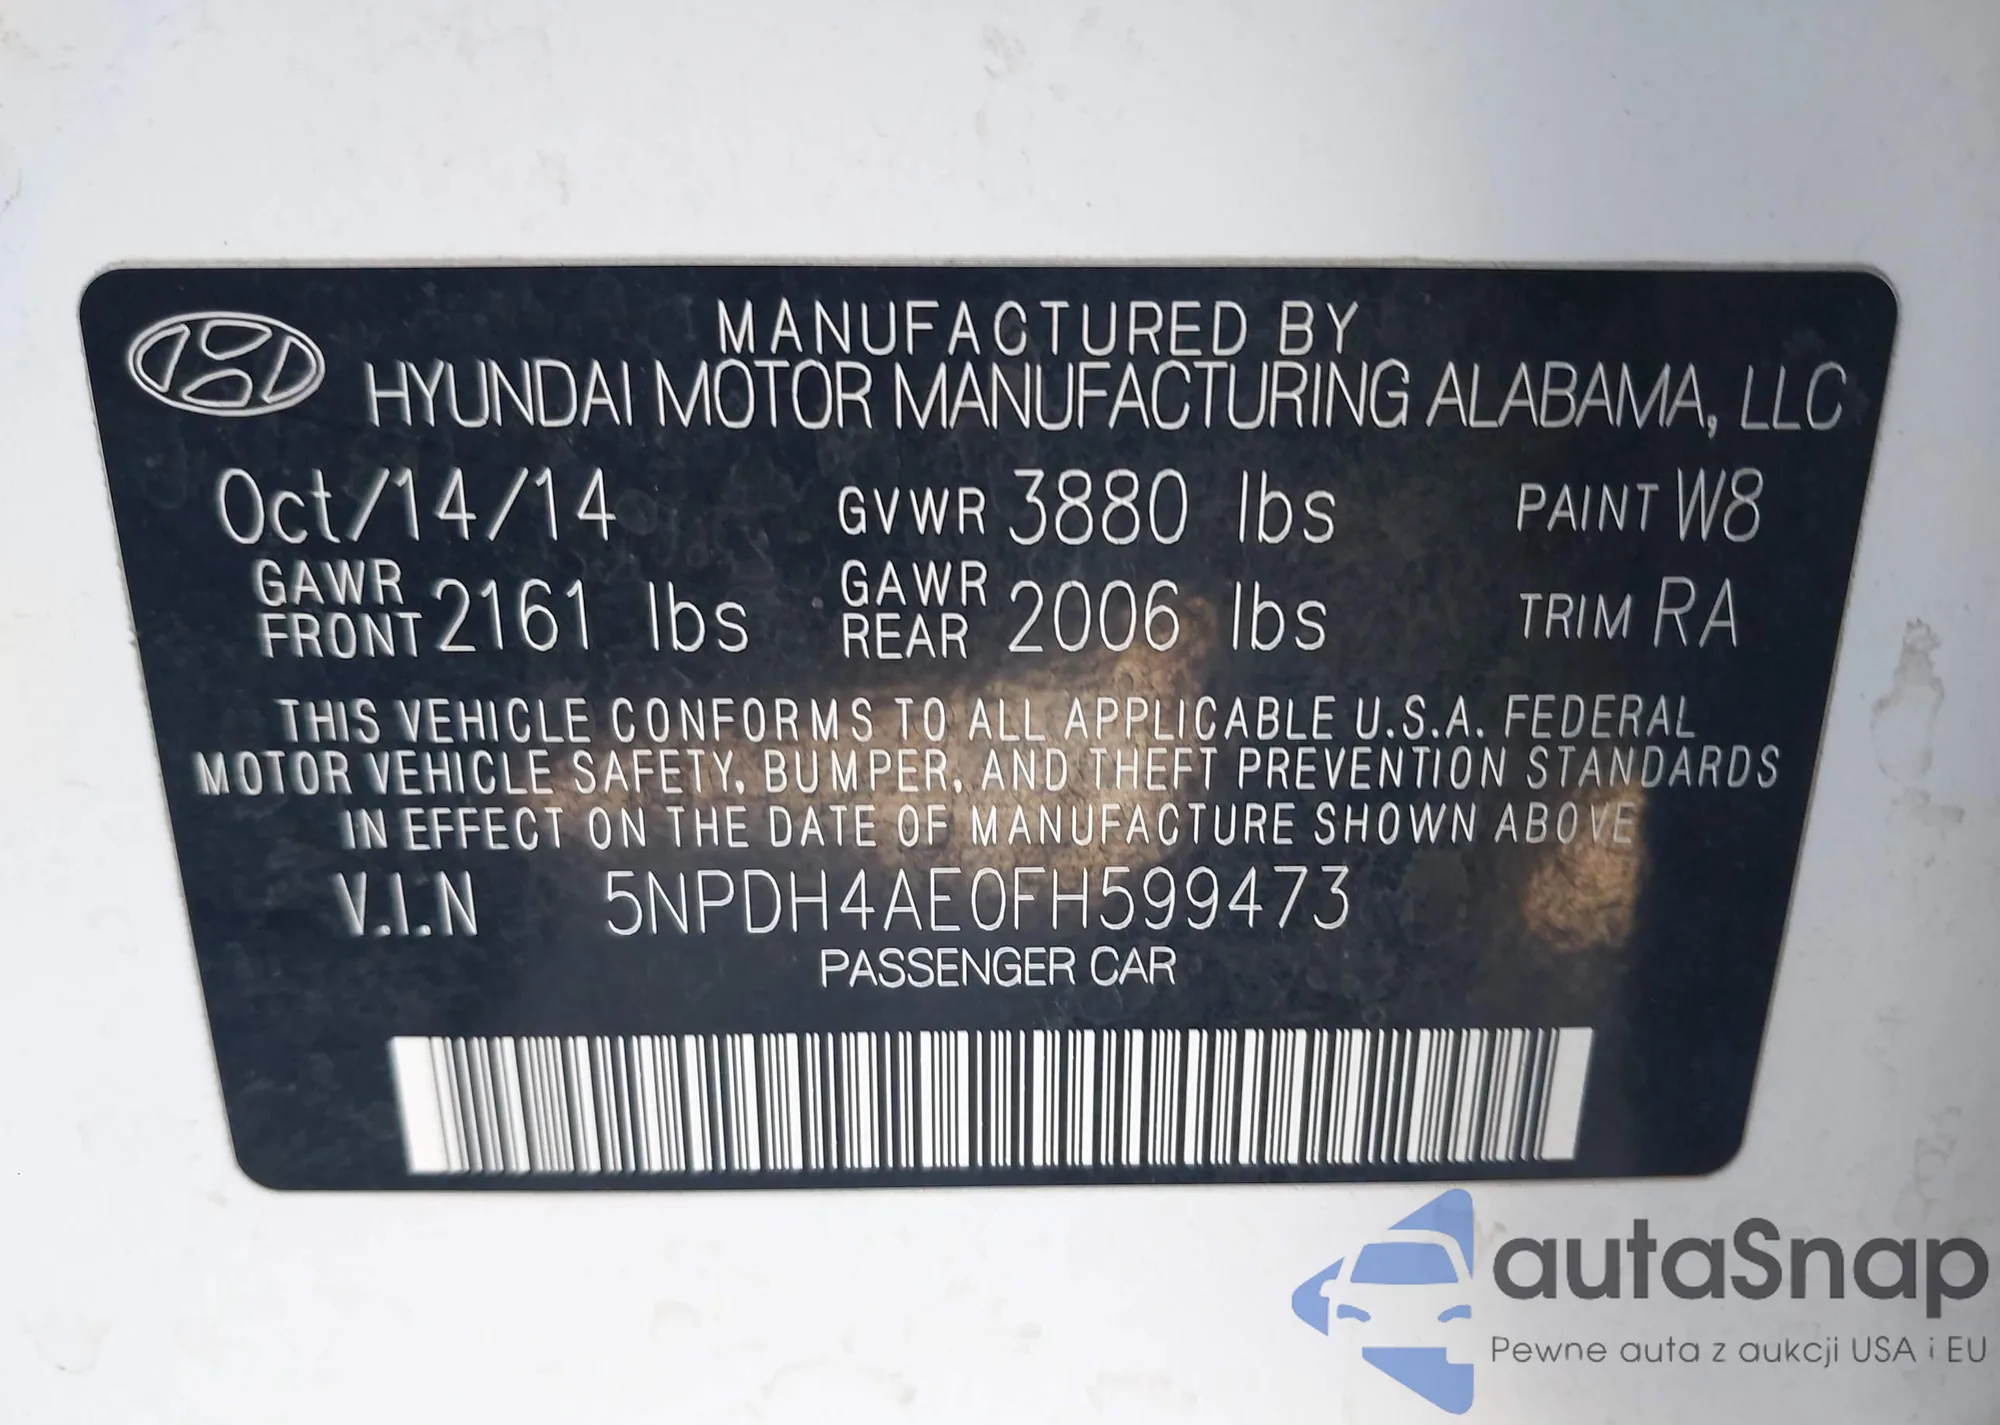 MANUFACTURED BY
HYUNDAI MOTOR MANUFACTURING ALABAMA, LLC
Oct/14/14 GVWR 3880 lbs PAINT W8
GAWR FRONT 2161 lbs GAWR REAR 2006 lbs TRIM RA
THIS VEHICLE CONFORMS TO ALL APPLICABLE U.S.A. FEDERAL
MOTOR VEHICLE SAFETY, BUMPER, AND THEFT PREVENTION STANDARDS
IN EFFECT ON THE DATE OF MANUFACTURE SHOWN ABOVE
V.I.N 5NPDH4AE0FH599473
PASSENGER CAR
autaSnap
Pewne auta z aukcji USA i EU